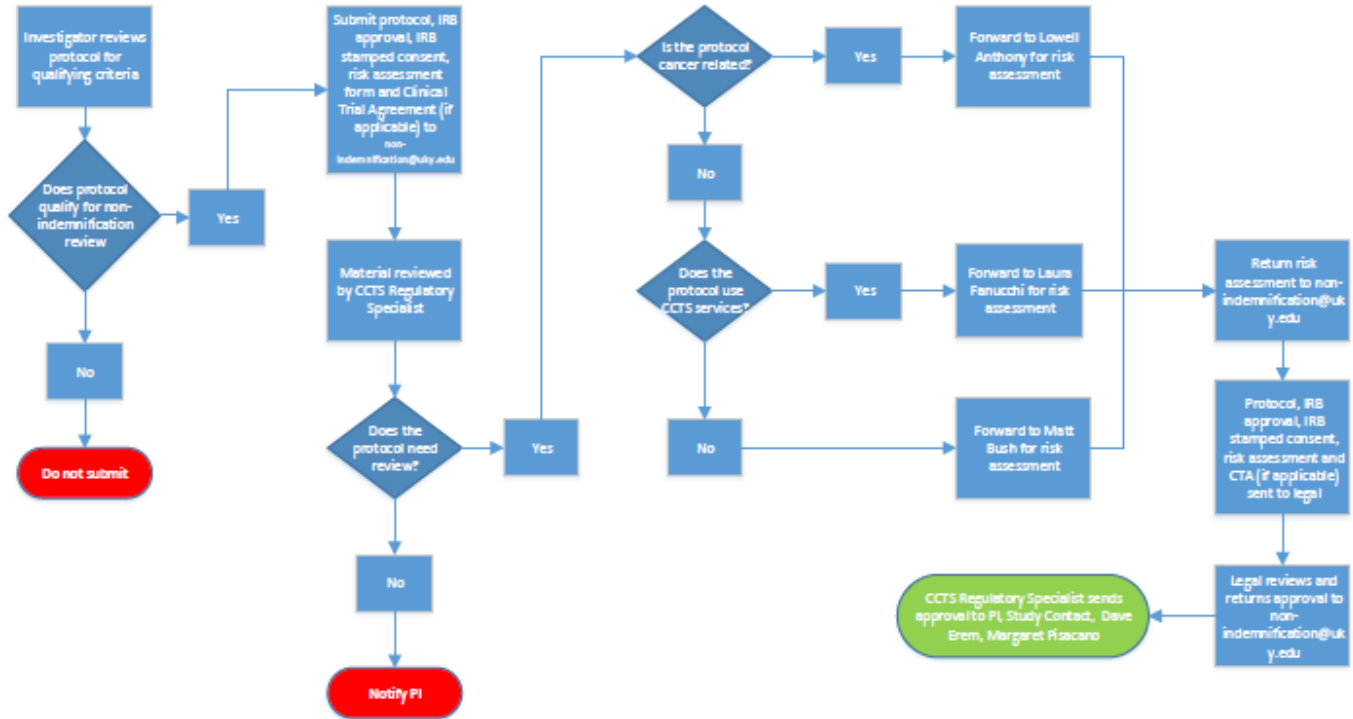 Investigator reviews
protocol for
qualifying criteria
Does protocol
qualify for non-
indemnification
review
Yes
No
Do not submit
Submit protocol, IRB
approval, IRB
stamped consent,
risk assessment
form and Clinical
Trial Agreement (if
applicable) to
non-
indemnification@uky.edu
Material reviewed
by CCTS Regulatory
Specialist
Does the
protocol need
review?
Yes
No
Notify PI
Is the protocol
cancer related?
Yes
Forward to Lowell
Anthony for risk
assessment
No
Does the
protocol use
CCTS services?
Yes
Forward to Laura
Fanucchi for risk
assessment
No
Forward to Matt
Bush for risk
assessment
Return risk
assessment to non-
indemnification@uk
y.edu
Protocol, IRB
approval, IRB
stamped consent,
risk assessment and
CTA (if applicable)
sent to legal
Legal reviews and
returns approval to
non-
indemnification@uk
y.edu
CCTS Regulatory Specialist sends
approval to PI, Study Contact, Dave
Erem, Margaret Pisacano